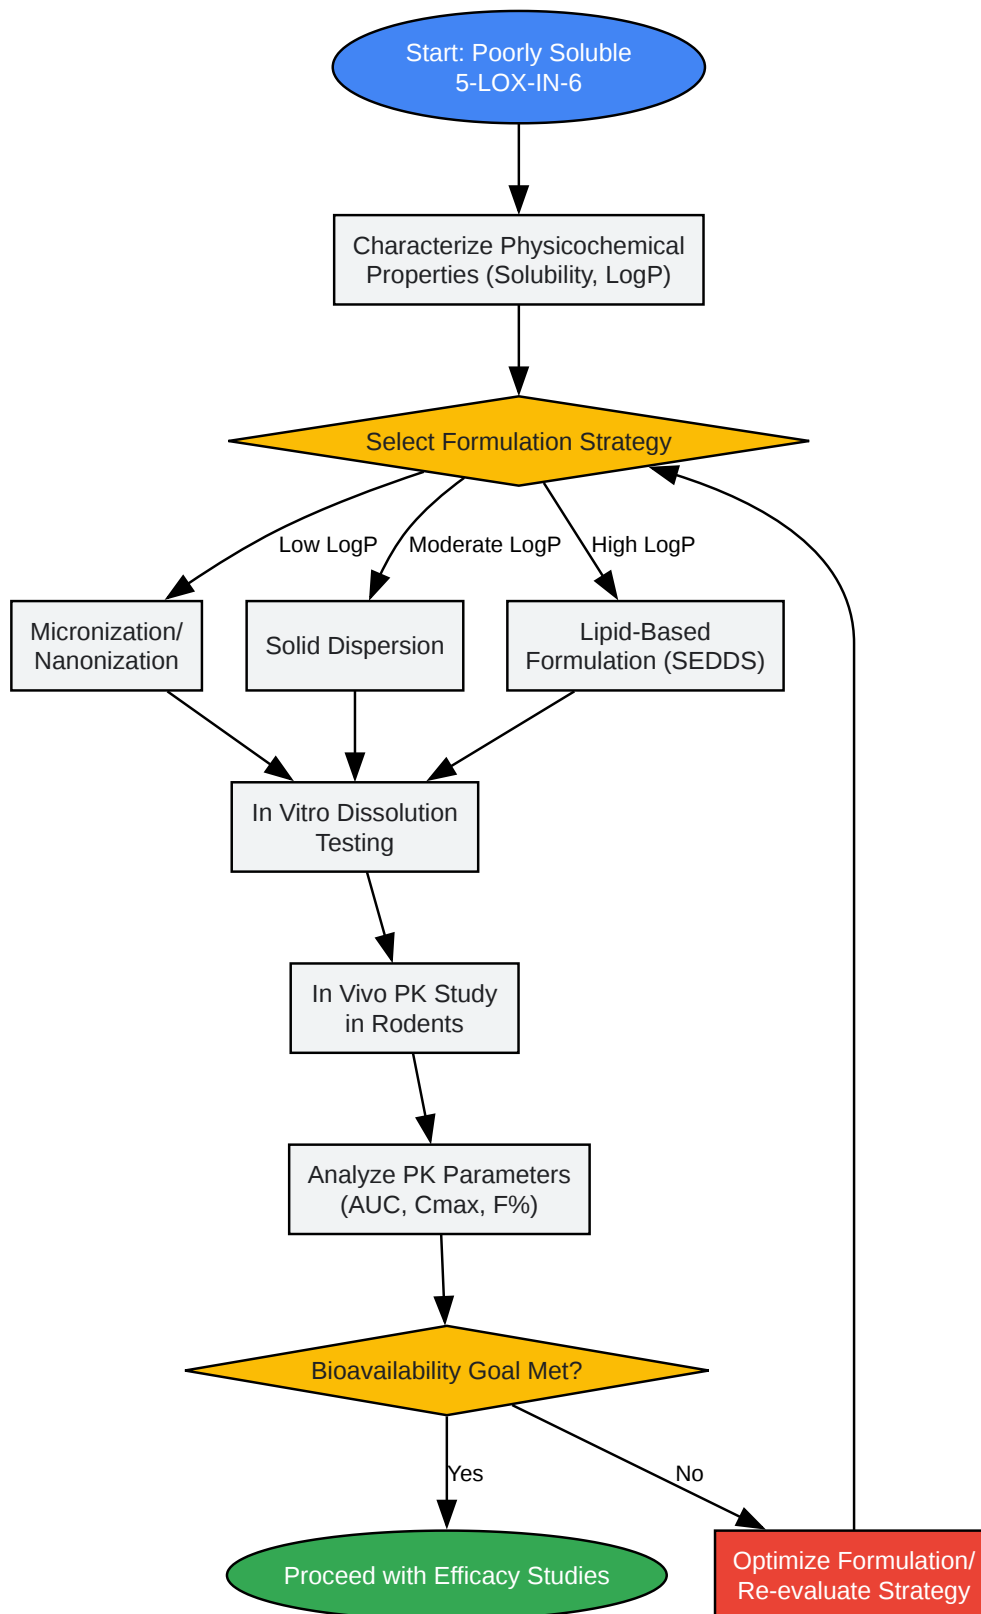 Start: Poorly Soluble
5-LOX-IN-6
Characterize Physicochemical
Properties (Solubility, LogP)
Select Formulation Strategy
Low LogP
Moderate LogP
High LogP
Micronization/
Nanonization
Solid Dispersion
Lipid-Based
Formulation (SEDDS)
In Vitro Dissolution
Testing
In Vivo PK Study
in Rodents
Analyze PK Parameters
(AUC, Cmax, F%)
Bioavailability Goal Met?
Yes
No
Proceed with Efficacy Studies
Optimize Formulation/
Re-evaluate Strategy